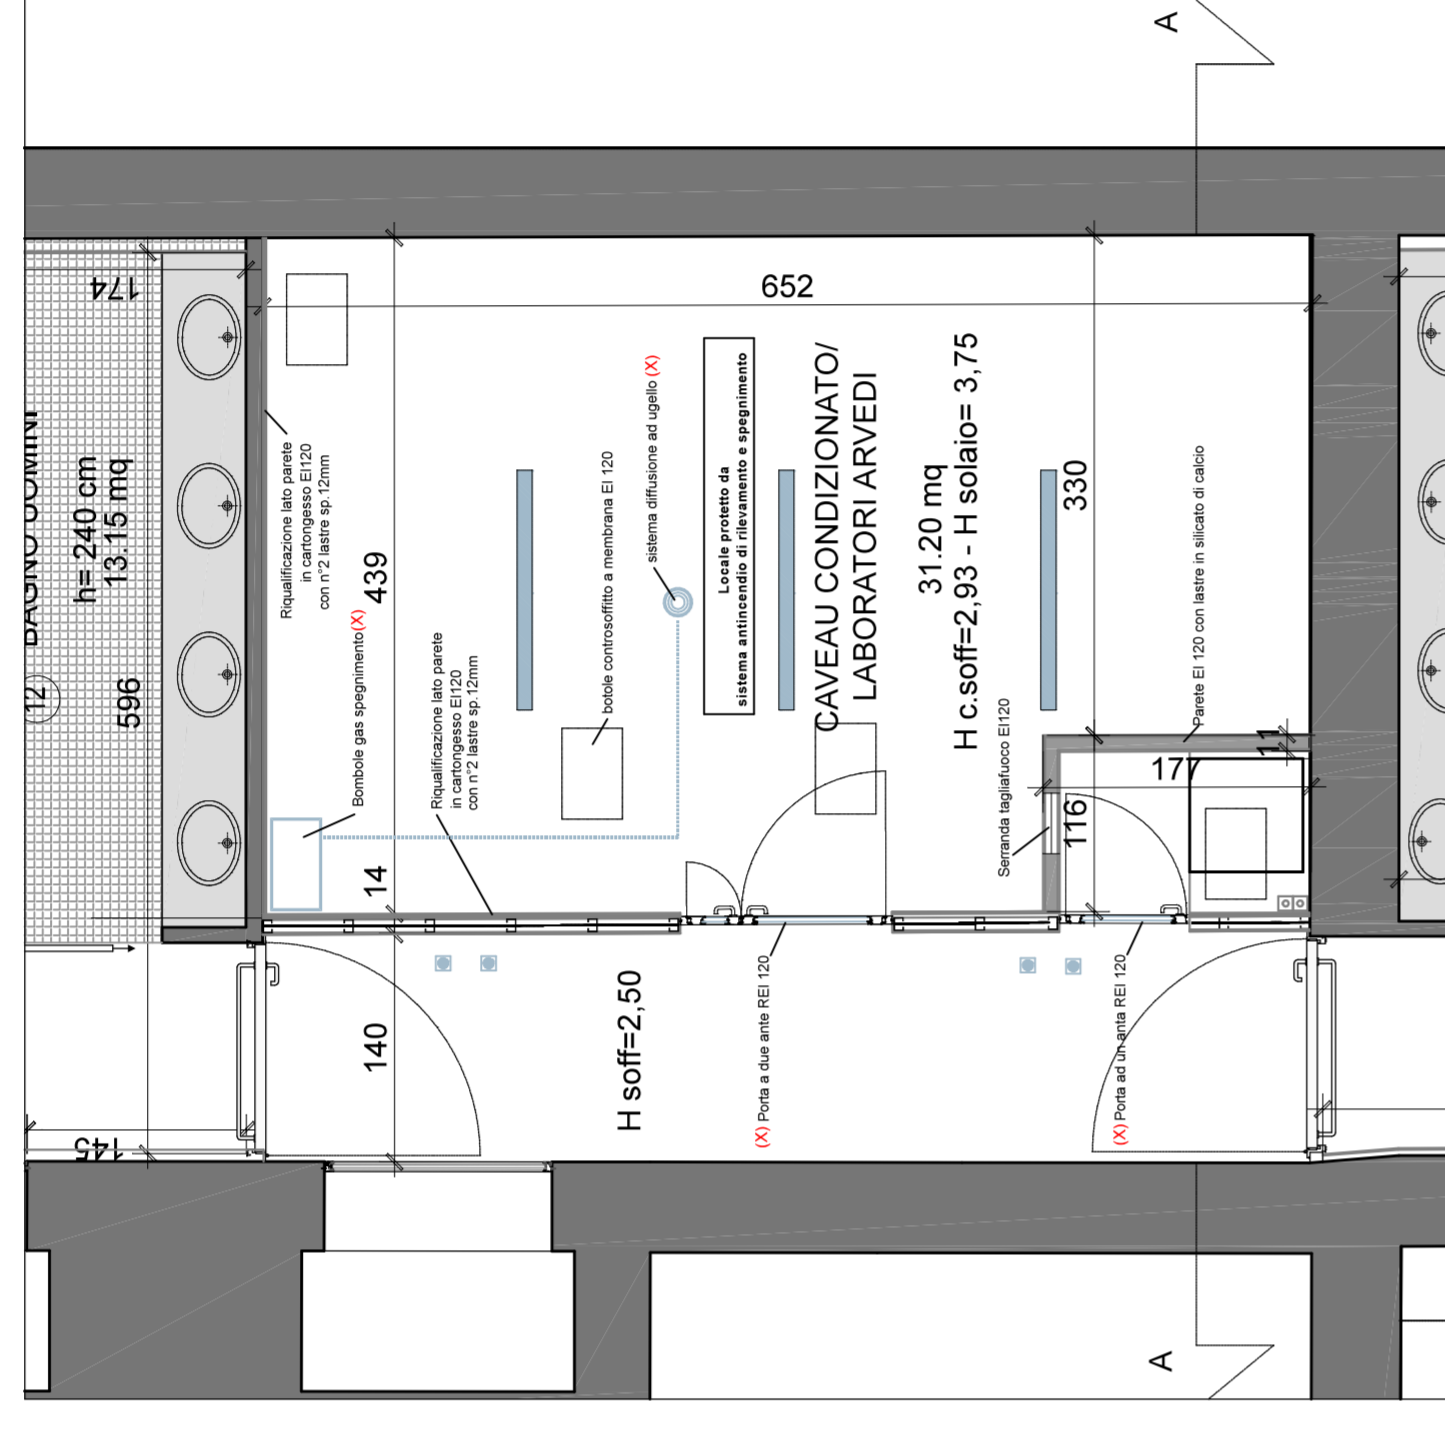 A
174
652
BAGNO UOMINI
h= 240 cm
13.15 mq
12
596
145
Riqualificazione lato parete
in cartongesso EI120
con n°2 lastre sp.12mm
Bombole gas spegnimento(X)
439
14
140
Riqualificazione lato parete
in cartongesso EI120
con n°2 lastre sp.12mm
botole controsoffitto a membrana EI 120
sistema diffusione ad ugello (X)
Locale protetto da
sistema antincendio di rilevamento e spegnimento
CAVEAU CONDIZIONATO/
LABORATORI ARVEDI
31.20 mq
H c.soff=2,93 - H solaio= 3,75
Serranda tagliafuoco EI120
330
116
177
11
Parete EI 120 con lastre in silicato di calcio
H soff=2,50
(X) Porta a due ante REI 120
(X) Porta ad un anta REI 120
A